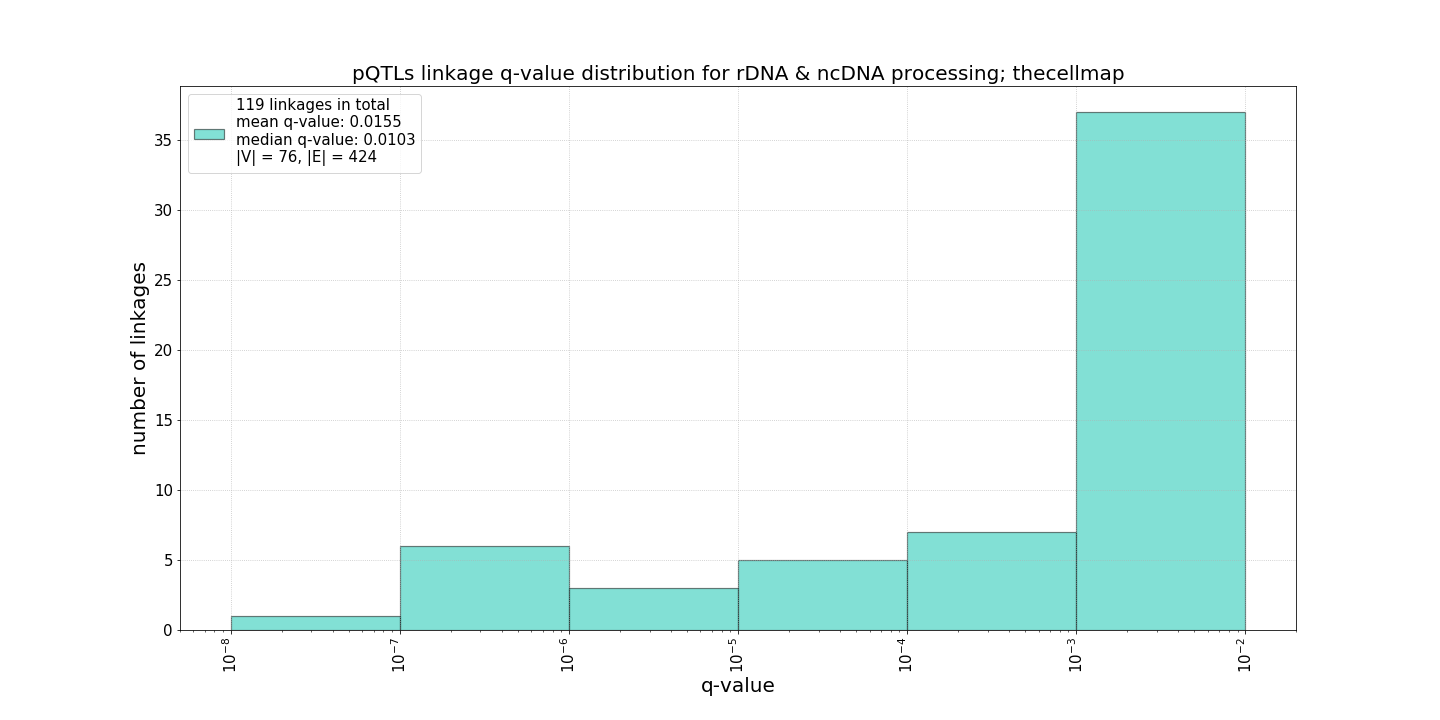 pQTLs linkage q-value distribution for rDNA & ncDNA processing; thecellmap
119 linkages in total
mean q-value: 0.0155
median q-value: 0.0103
|V| = 76, |E| = 424
number of linkages
35
30
25
20
15
10
5
0
10⁻⁸ 10⁻⁷ 10⁻⁶ 10⁻⁵ 10⁻⁴ 10⁻³ 10⁻²
q-value